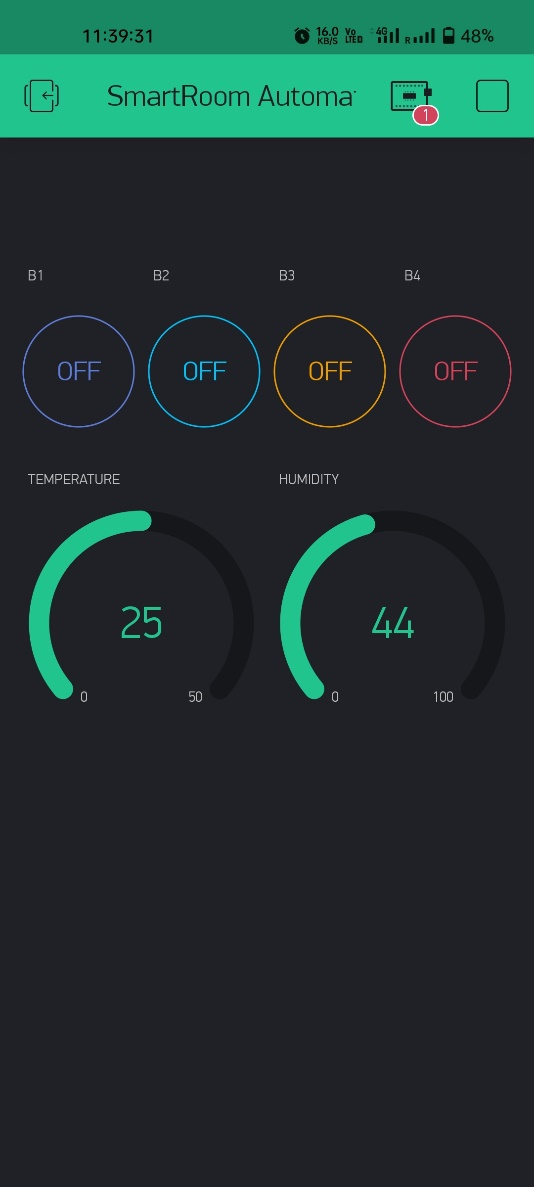 11:39:31 16.0 KB/S Vo LTED 4G R 48%
SmartRoom Automa
1
B1 B2 B3 B4
OFF OFF OFF OFF
TEMPERATURE HUMIDITY
25 44
0 50 0 100